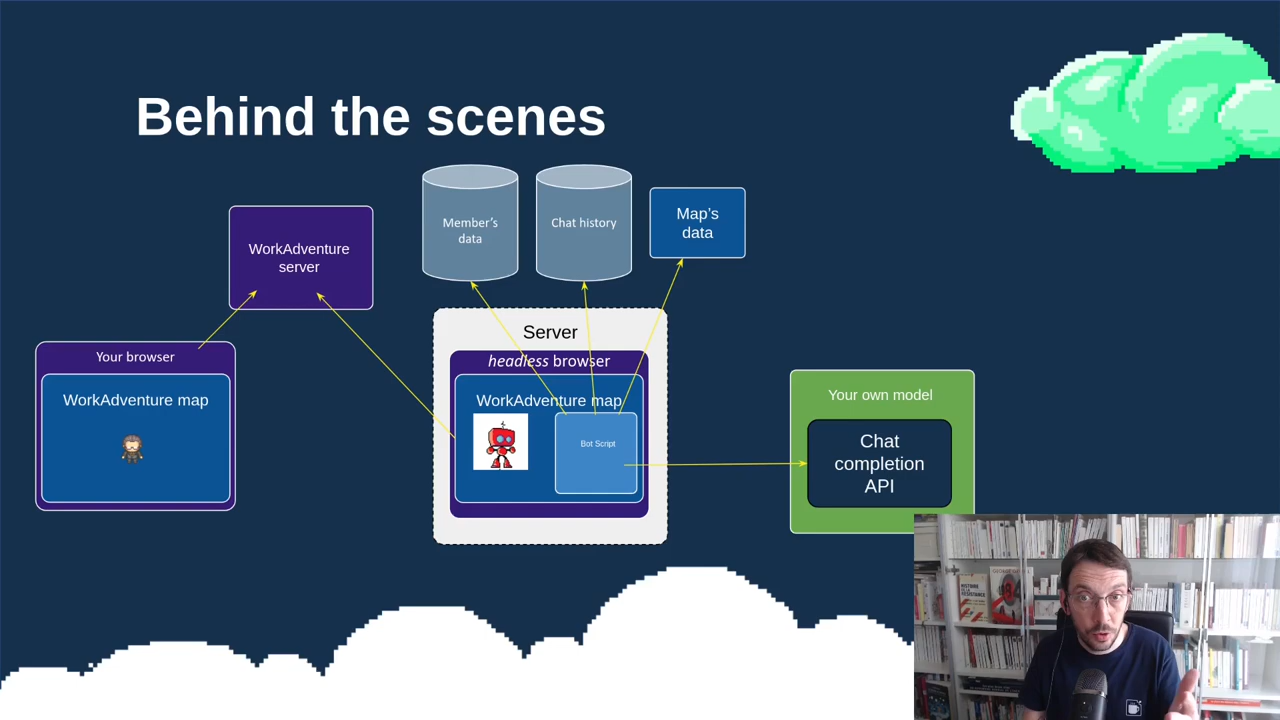 Behind the scenes
Member's
data
Chat history
Map's
data
WorkAdventure
server
Server
Your browser
headless browser
WorkAdventure map
WorkAdventure map
Bot Script
Your own model
Chat
completion
API